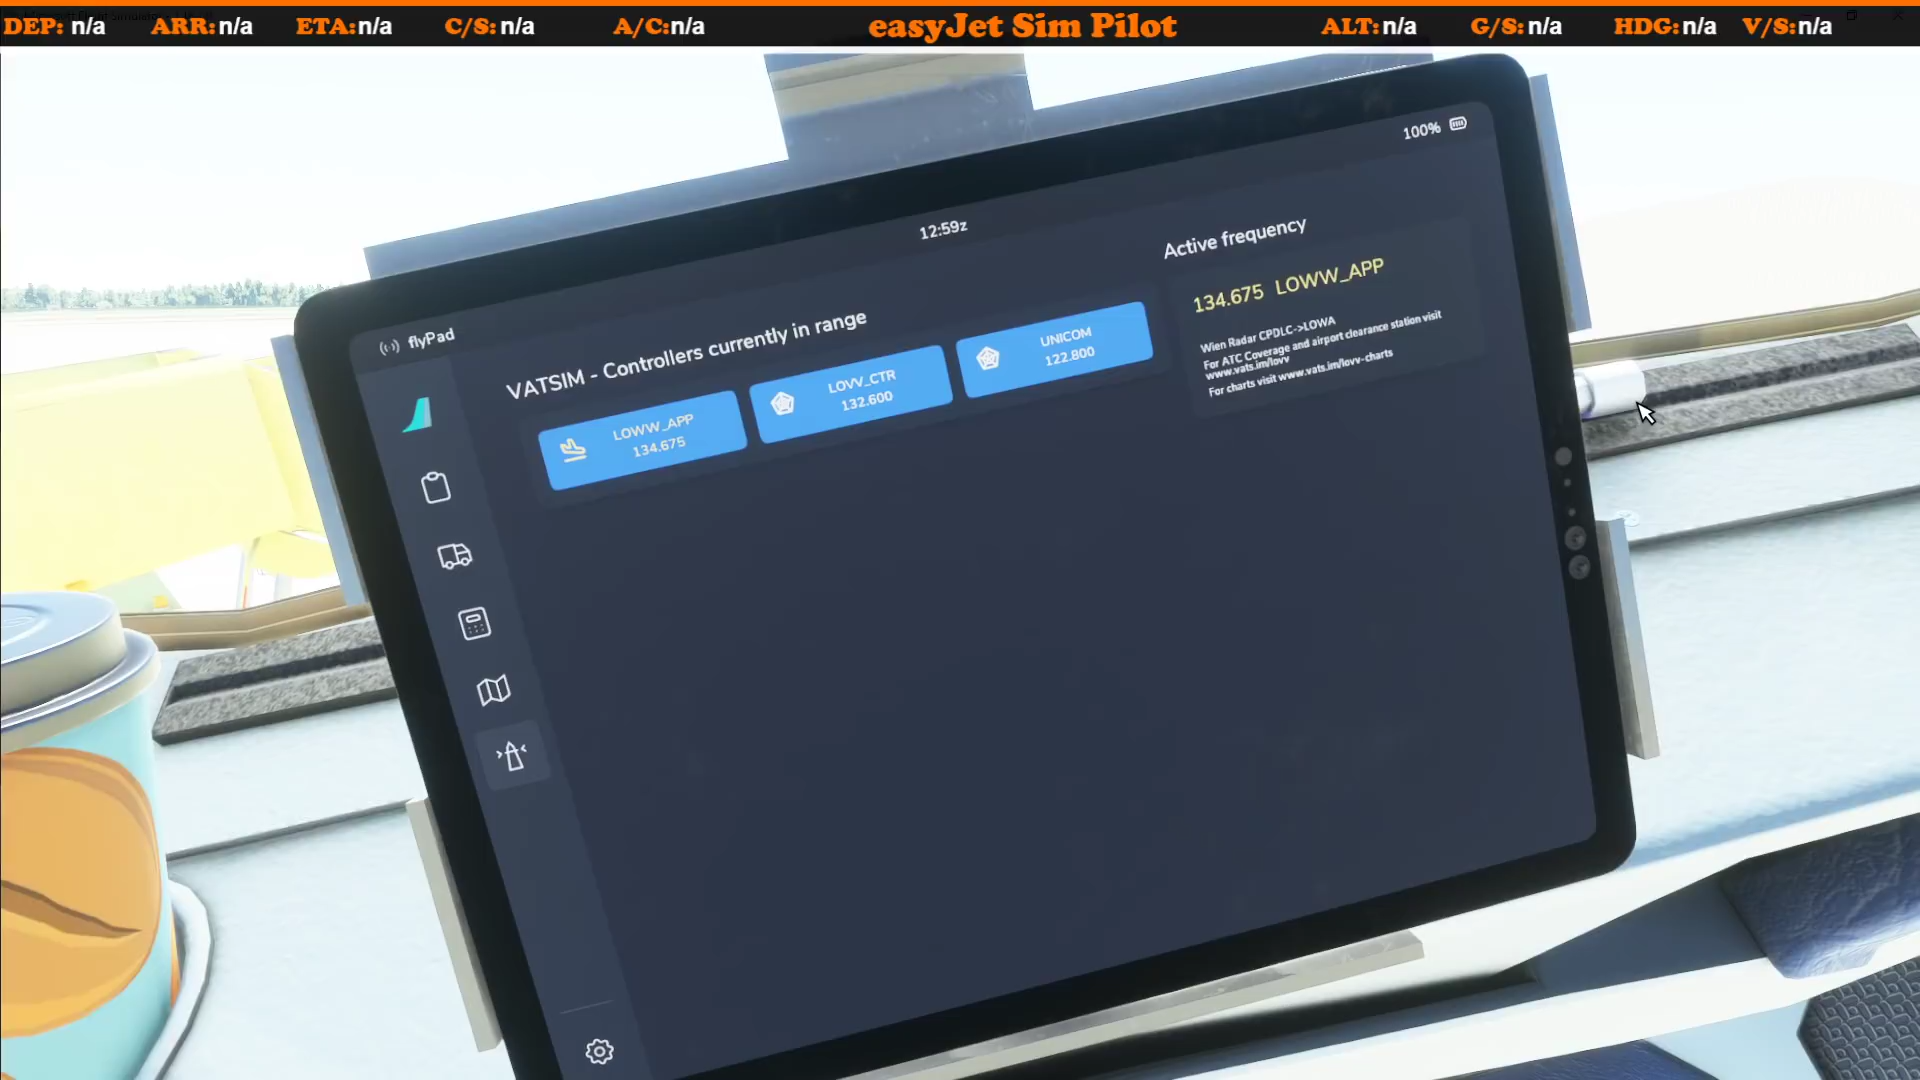 DEP: n/a ARR:n/a ETA:n/a C/S: n/a A/C:n/a easyJet Sim Pilot ALT:n/a G/S:n/a HDG:n/a V/S:n/a
100%
12:59z
flyPad
VATSIM - Controllers currently in range
LOWW_APP
134.675
LOVV_CTR
132.600
UNICOM
122.800
Active frequency
134.675 LOWW_APP
Wien Radar CPDLC->LOWA
For ATC Coverage and airport clearance station visit
www.vats.im/lovv
For charts visit www.vats.im/lovv-charts